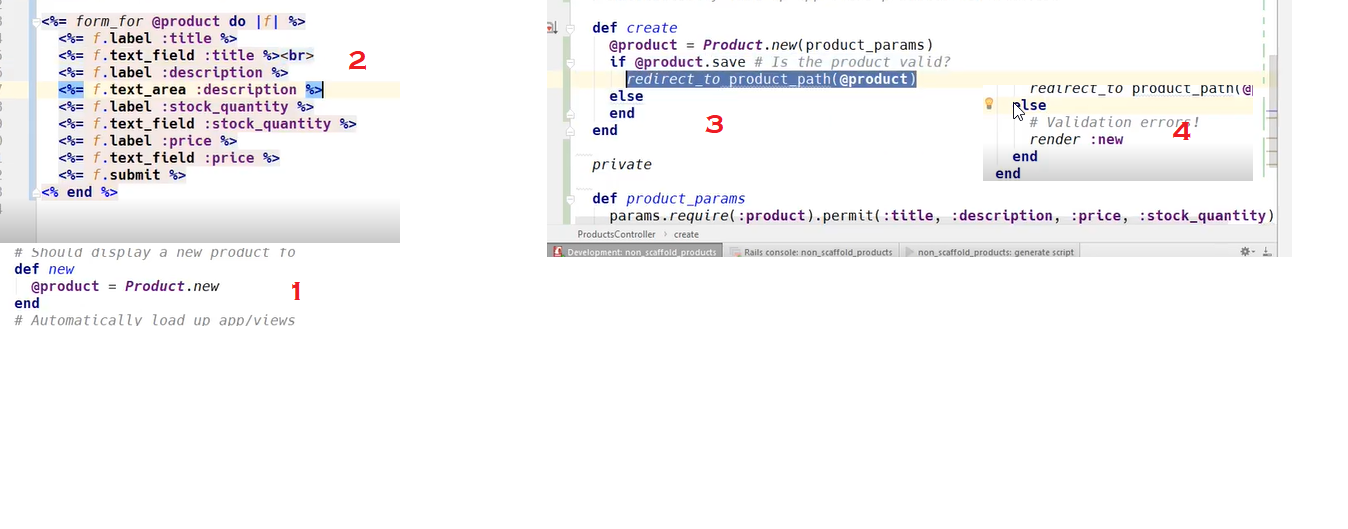 <%= form_for @product do |f| %>
<%= f.label :title %>
<%= f.text_field :title %><br>
<%= f.label :description %>
<%= f.text_area :description %>
<%= f.label :stock_quantity %>
<%= f.text_field :stock_quantity %>
<%= f.label :price %>
<%= f.text_field :price %>
<%= f.submit %>
<% end %>
2
# Should display a new product fo
def new
@product = Product.new
end
# Automatically load up app/views
1
def create
@product = Product.new(product_params)
if @product.save # Is the product valid?
redirect_to product_path(@product)
else
end
end
3
private
def product_params
params.require(:product).permit(:title, :description, :price, :stock_quantity)
ProductsController › create
Development: non_scaffold_products
Rails console: non_scaffold_products
non_scaffold_products: generate script
redirect_to product_path(@
else
# Validation errors!
render :new
end
end
4